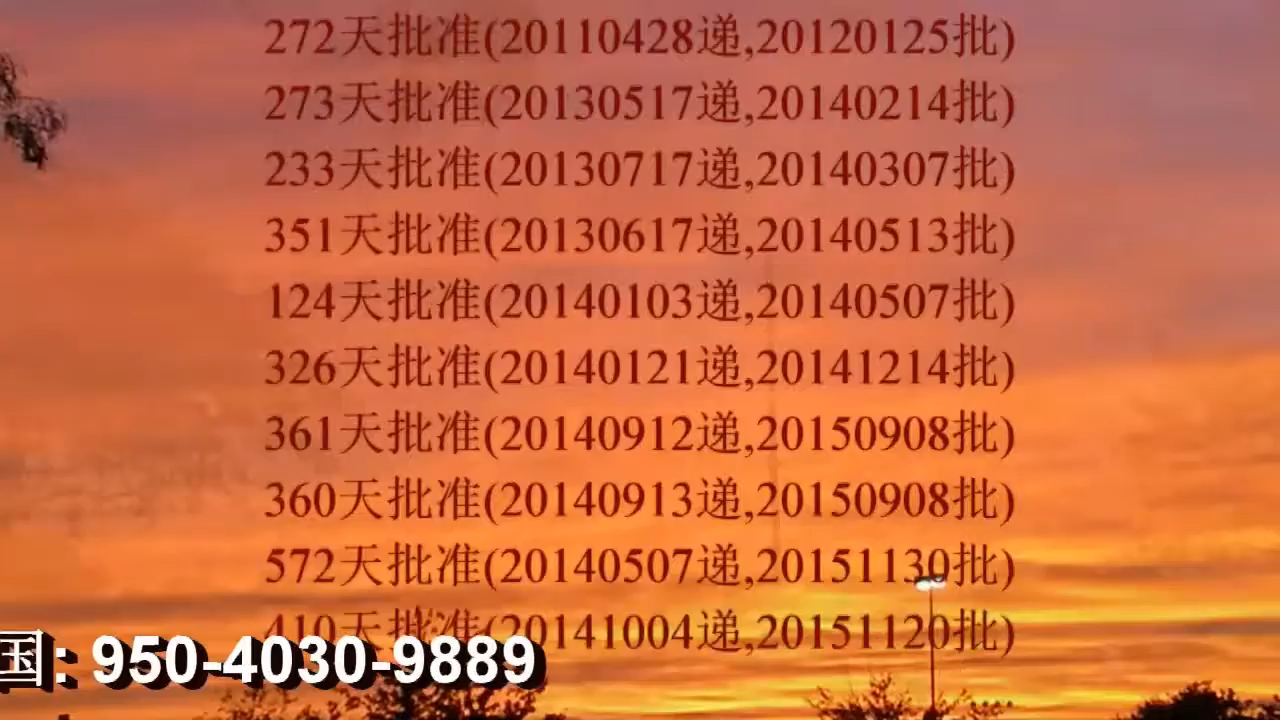 272天批准(20110428递,20120125批)
273天批准(20130517递,20140214批)
233天批准(20130717递,20140307批)
351天批准(20130617递,20140513批)
124天批准(20140103递,20140507批)
326天批准(20140121递,20141214批)
361天批准(20140912递,20150908批)
360天批准(20140913递,20150908批)
572天批准(20140507递,20151130批)
410天批准(20141004递,20151120批)
国: 950-4030-9889